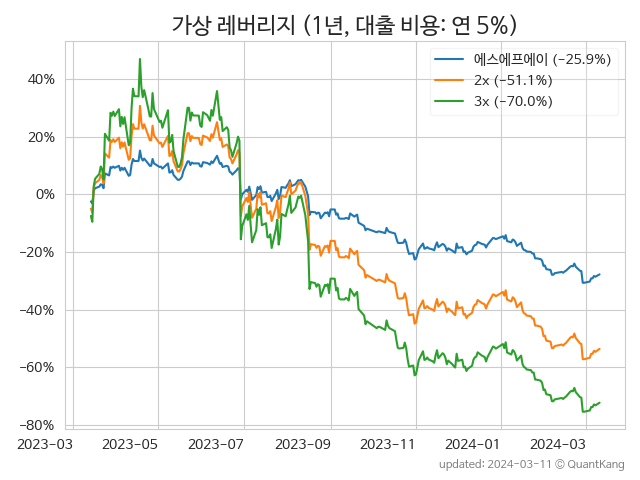 가상 레버리지 (1년, 대출 비용: 연 5%)
에스에프에이 (-25.9%)
2x (-51.1%)
3x (-70.0%)
40%
20%
0%
-20%
-40%
-60%
-80%
2023-03 2023-05 2023-07 2023-09 2023-11 2024-01 2024-03
updated: 2024-03-11 © QuantKang